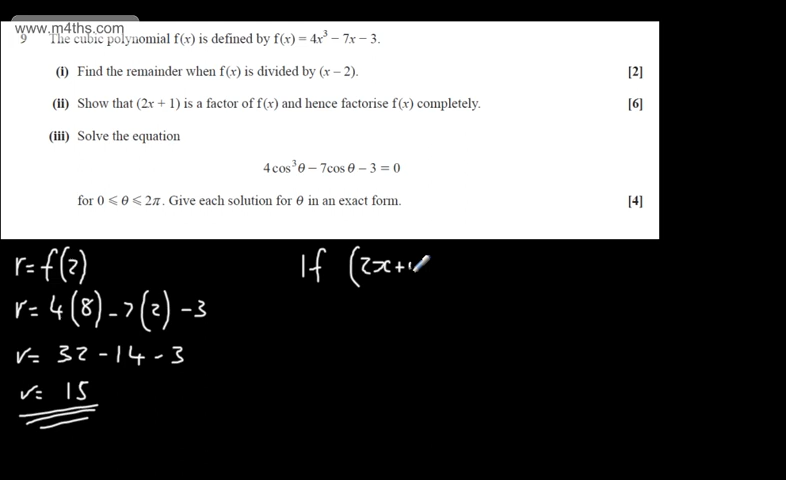 www.m4ths.com
9 The cubic polynomial f(x) is defined by f(x) = 4x³ − 7x − 3.
(i) Find the remainder when f(x) is divided by (x − 2). [2]
(ii) Show that (2x + 1) is a factor of f(x) and hence factorise f(x) completely. [6]
(iii) Solve the equation
4cos³θ − 7cosθ − 3 = 0
for 0 ⩽ θ ⩽ 2π. Give each solution for θ in an exact form. [4]
r= f(2)
r= 4(8) - 7(2) - 3
r= 32 - 14 - 3
r= 15
If (2x+1